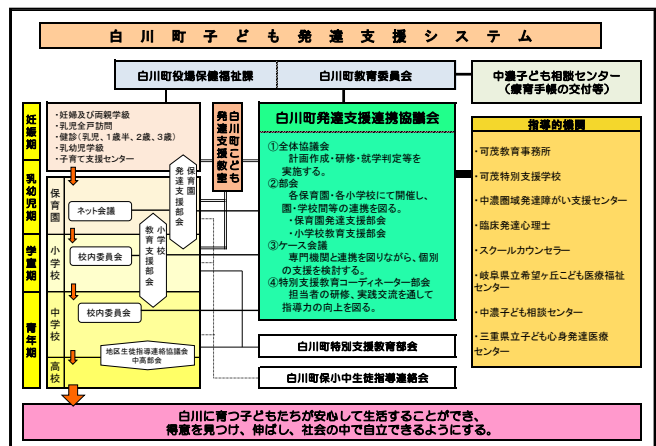 白川町子ども発達支援システム
白川町役場保健福祉課
白川町教育委員会
中濃子ども相談センター
（療育手帳の交付等）
妊娠期
乳幼児期
学童期
青年期
・妊婦及び両親学級
・乳児全戸訪問
・健診（乳児、1歳半、2歳、3歳）
・乳幼児学級
・子育て支援センター
白川町こども
発達支援教室
保育園
小学校
中学校
高校
ネット会議
校内委員会
校内委員会
保育園
発達支援部会
小学校
教育支援部会
地区生徒指導連絡協議会
中高部会
白川町発達支援連携協議会
①全体協議会
計画作成・研修・就学判定等を
実施する。
②部会
各保育園・各小学校にて開催し、
園・学校間等の連携を図る。
・保育園発達支援部会
・小学校教育支援部会
③ケース会議
専門機関と連携を図りながら、個別
の支援を検討する。
④特別支援教育コーディネーター部会
担当者の研修、実践交流を通して
指導力の向上を図る。
白川町特別支援教育部会
白川町保小中生徒指導連絡会
指導的機関
・可茂教育事務所
・可茂特別支援学校
・中濃圏域発達障がい支援センター
・臨床発達心理士
・スクールカウンセラー
・岐阜県立希望ヶ丘こども医療福祉
センター
・中濃子ども相談センター
・三重県立子ども心身発達医療
センター
白川に育つ子どもたちが安心して生活することができ、
得意を見つけ、伸ばし、社会の中で自立できるようにする。